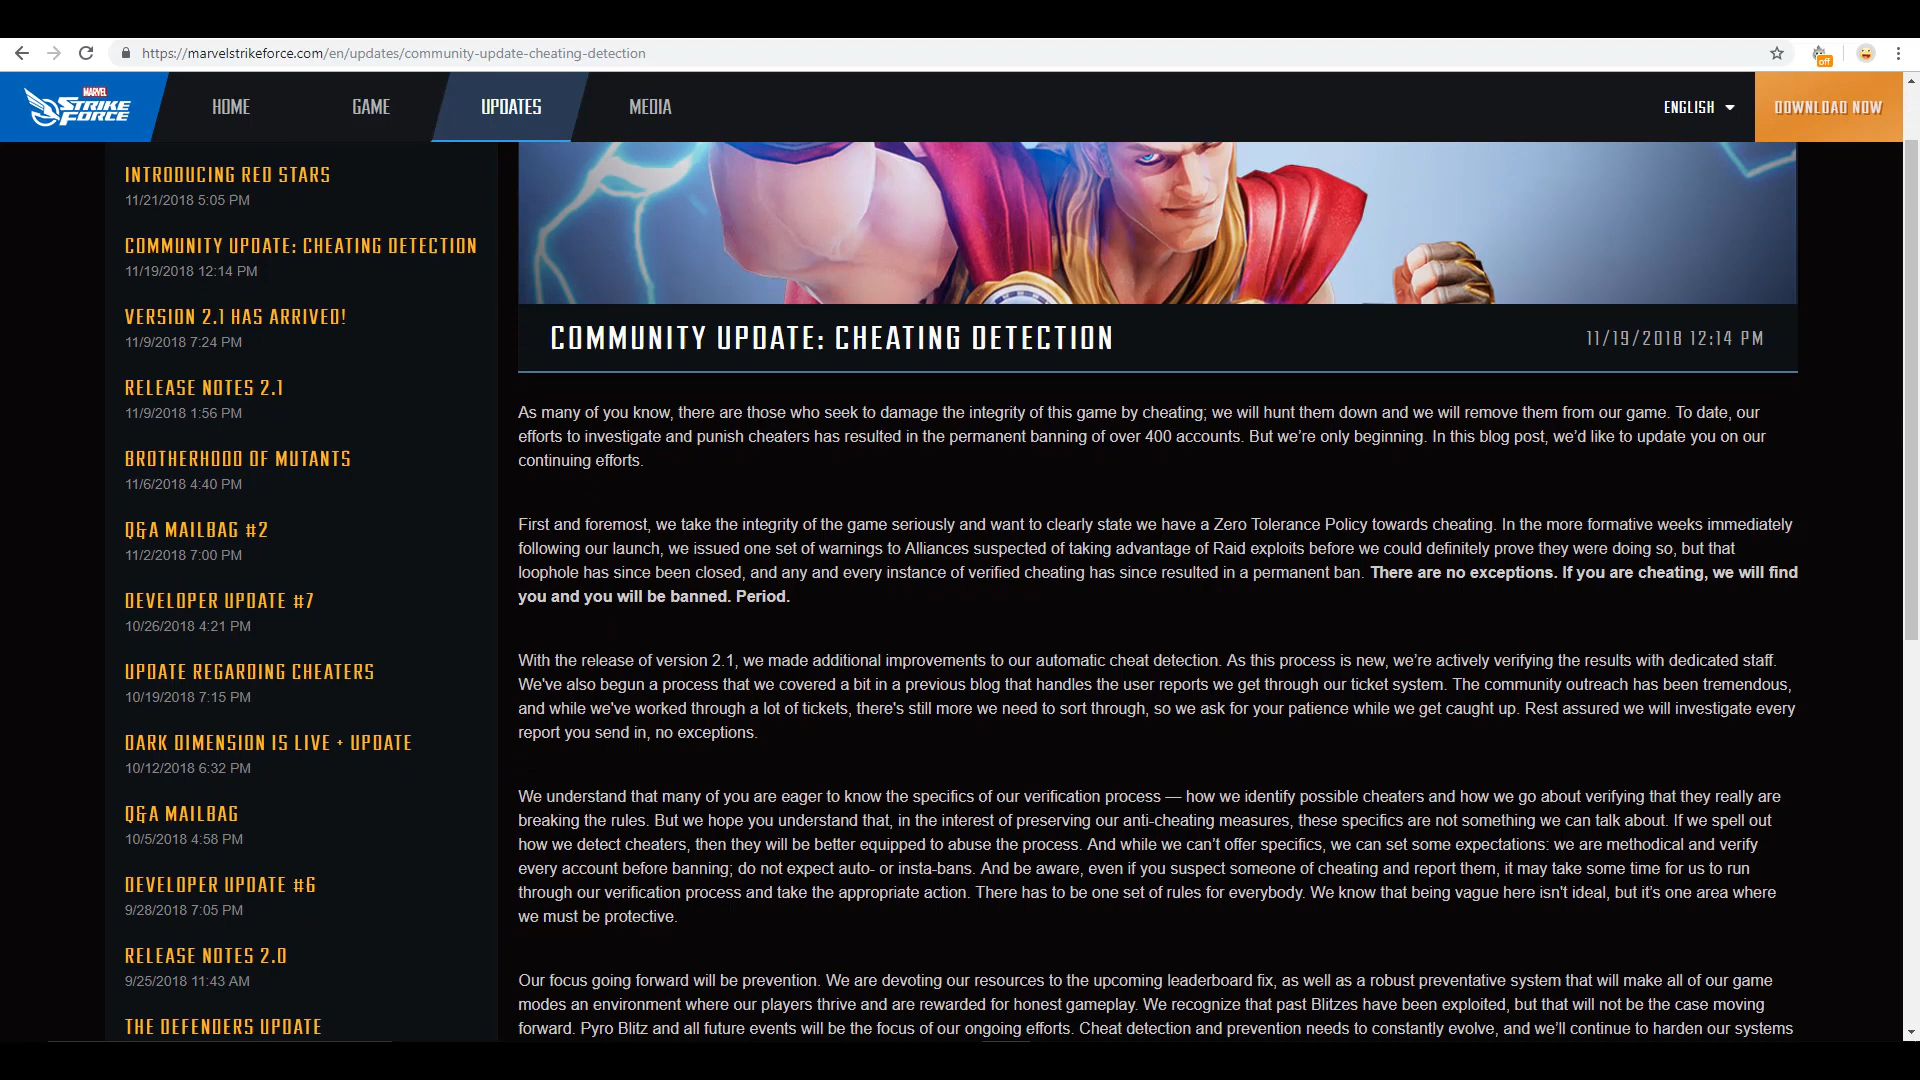 https://marvelstrikeforce.com/en/updates/community-update-cheating-detection
off
MARVEL
STRIKE
FORCE
HOME
GAME
UPDATES
MEDIA
ENGLISH
DOWNLOAD NOW
INTRODUCING RED STARS
11/21/2018 5:05 PM
COMMUNITY UPDATE: CHEATING DETECTION
11/19/2018 12:14 PM
VERSION 2.1 HAS ARRIVED!
11/9/2018 7:24 PM
RELEASE NOTES 2.1
11/9/2018 1:56 PM
BROTHERHOOD OF MUTANTS
11/6/2018 4:40 PM
Q&A MAILBAG #2
11/2/2018 7:00 PM
DEVELOPER UPDATE #7
10/26/2018 4:21 PM
UPDATE REGARDING CHEATERS
10/19/2018 7:15 PM
DARK DIMENSION IS LIVE + UPDATE
10/12/2018 6:32 PM
Q&A MAILBAG
10/5/2018 4:58 PM
DEVELOPER UPDATE #6
9/28/2018 7:05 PM
RELEASE NOTES 2.0
9/25/2018 11:43 AM
THE DEFENDERS UPDATE
COMMUNITY UPDATE: CHEATING DETECTION
11/19/2018 12:14 PM
As many of you know, there are those who seek to damage the integrity of this game by cheating; we will hunt them down and we will remove them from our game. To date, our
efforts to investigate and punish cheaters has resulted in the permanent banning of over 400 accounts. But we’re only beginning. In this blog post, we’d like to update you on our
continuing efforts.
First and foremost, we take the integrity of the game seriously and want to clearly state we have a Zero Tolerance Policy towards cheating. In the more formative weeks immediately
following our launch, we issued one set of warnings to Alliances suspected of taking advantage of Raid exploits before we could definitely prove they were doing so, but that
loophole has since been closed, and any and every instance of verified cheating has since resulted in a permanent ban. There are no exceptions. If you are cheating, we will find
you and you will be banned. Period.
With the release of version 2.1, we made additional improvements to our automatic cheat detection. As this process is new, we’re actively verifying the results with dedicated staff.
We've also begun a process that we covered a bit in a previous blog that handles the user reports we get through our ticket system. The community outreach has been tremendous,
and while we've worked through a lot of tickets, there's still more we need to sort through, so we ask for your patience while we get caught up. Rest assured we will investigate every
report you send in, no exceptions.
We understand that many of you are eager to know the specifics of our verification process — how we identify possible cheaters and how we go about verifying that they really are
breaking the rules. But we hope you understand that, in the interest of preserving our anti-cheating measures, these specifics are not something we can talk about. If we spell out
how we detect cheaters, then they will be better equipped to abuse the process. And while we can’t offer specifics, we can set some expectations: we are methodical and verify
every account before banning; do not expect auto- or insta-bans. And be aware, even if you suspect someone of cheating and report them, it may take some time for us to run
through our verification process and take the appropriate action. There has to be one set of rules for everybody. We know that being vague here isn't ideal, but it’s one area where
we must be protective.
Our focus going forward will be prevention. We are devoting our resources to the upcoming leaderboard fix, as well as a robust preventative system that will make all of our game
modes an environment where our players thrive and are rewarded for honest gameplay. We recognize that past Blitzes have been exploited, but that will not be the case moving
forward. Pyro Blitz and all future events will be the focus of our ongoing efforts. Cheat detection and prevention needs to constantly evolve, and we’ll continue to harden our systems